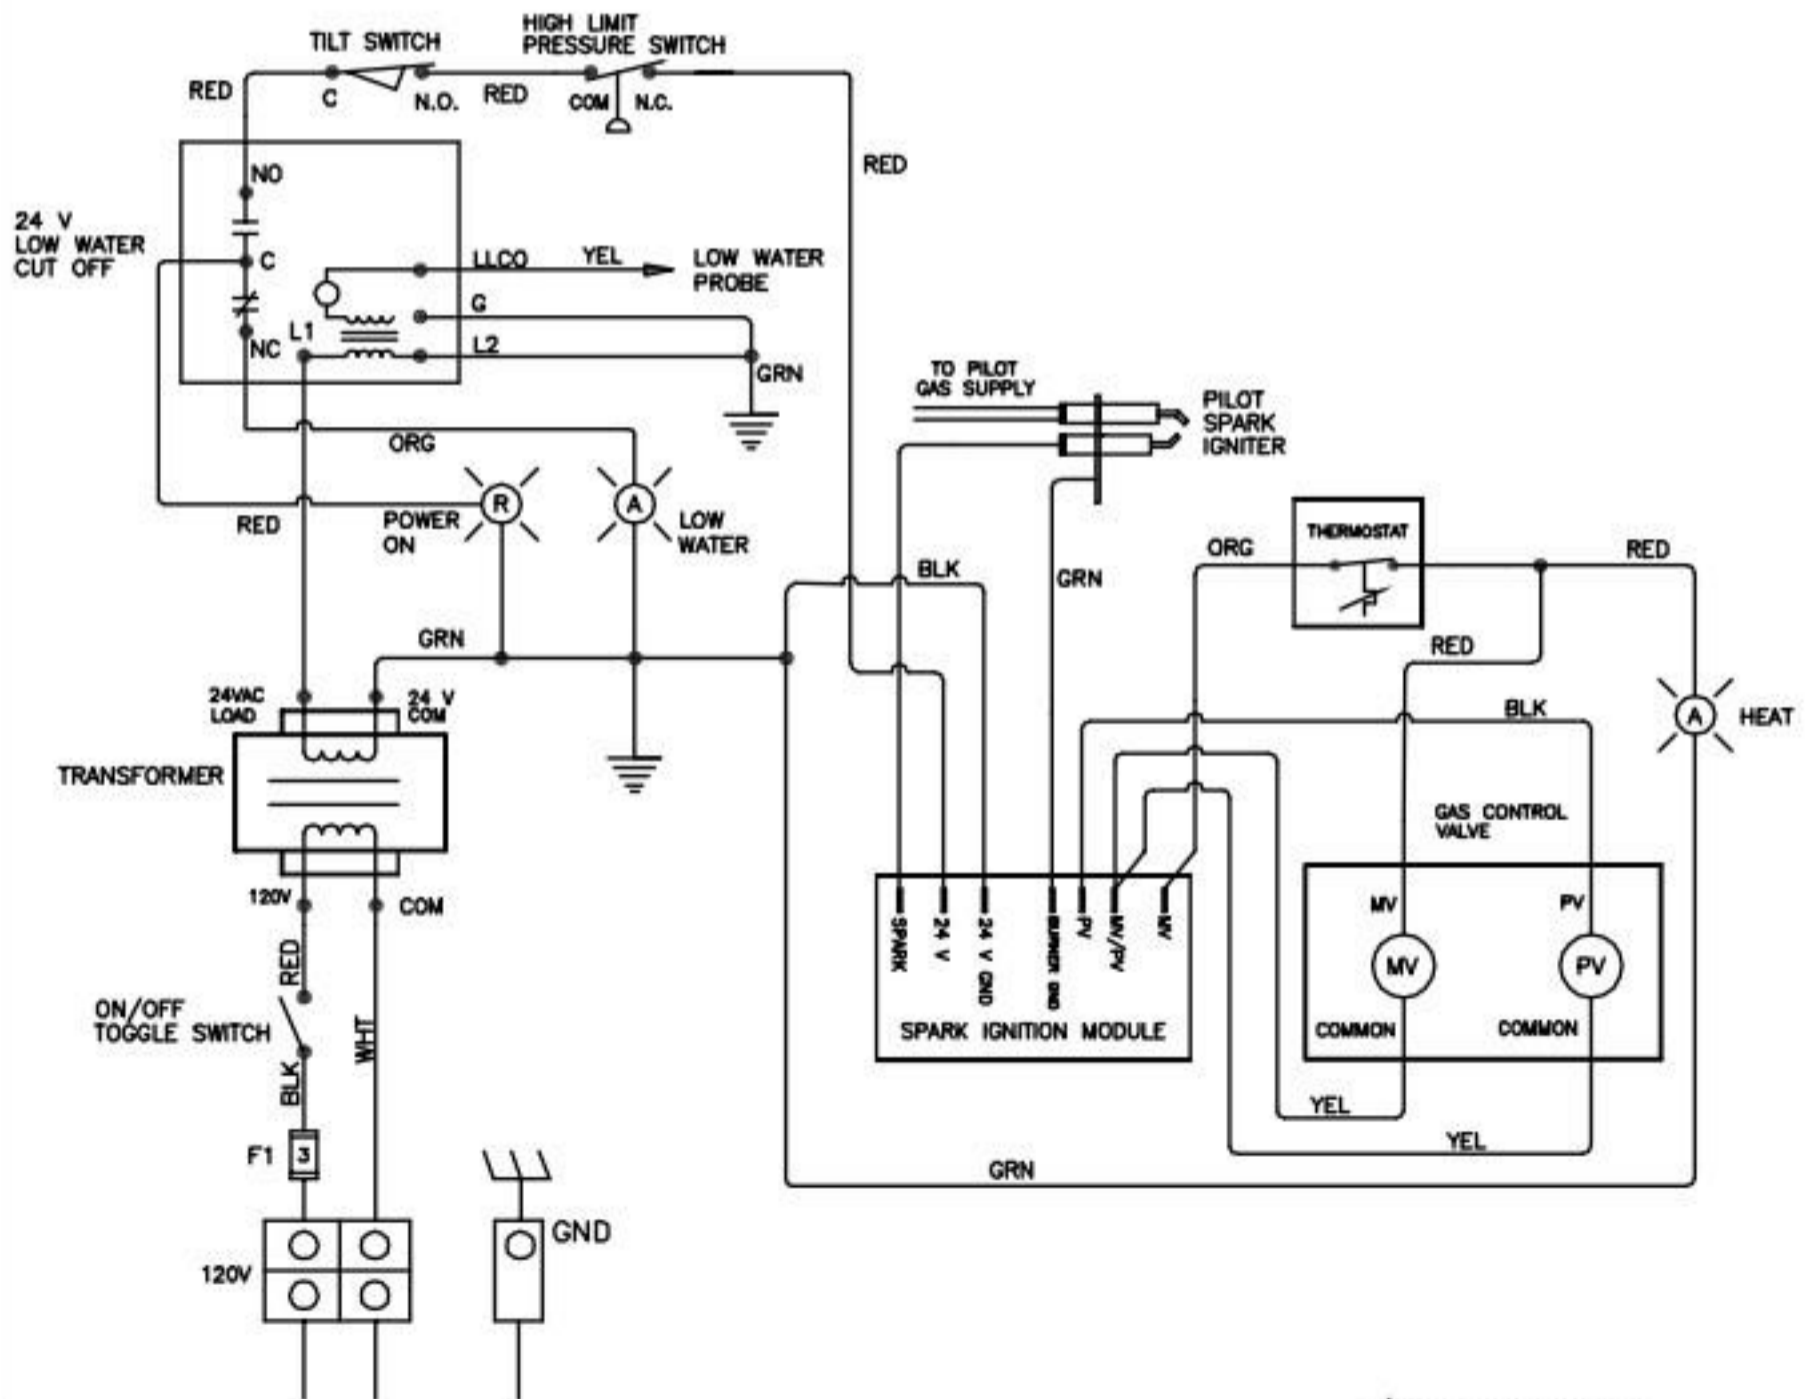 HIGH LIMIT
PRESSURE SWITCH
TILT SWITCH
RED
C
N.O.
RED
COM
N.C.
RED
NO
24 V
LOW WATER
CUT OFF
C
LLCO
YEL
LOW WATER
PROBE
G
L1
NC
L2
GRN
TO PILOT
GAS SUPPLY
PILOT
SPARK
IGNITER
ORG
R
A
RED
POWER
ON
LOW
WATER
THERMOSTAT
ORG
RED
BLK
GRN
GRN
RED
24VAC
LOAD
24 V
COM
BLK
A
HEAT
TRANSFORMER
GAS CONTROL
VALVE
120V
COM
MV
PV
SPARK
24 V
24 V GND
BURNER GND
PV
MV/PV
MV
RED
MV
PV
ON/OFF
TOGGLE SWITCH
WHT
SPARK IGNITION MODULE
COMMON
COMMON
BLK
YEL
YEL
F1
3
GRN
GND
120V